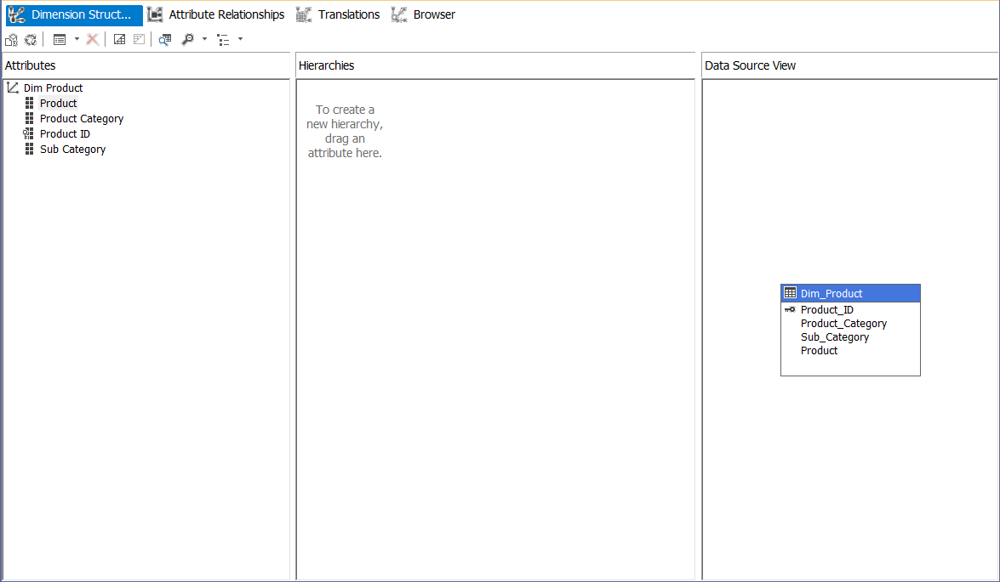 Dimension Struct...
Attribute Relationships
Translations
Browser
Attributes
Dim Product
Product
Product Category
Product ID
Sub Category
Hierarchies
To create a
new hierarchy,
drag an
attribute here.
Data Source View
Dim_Product
Product_ID
Product_Category
Sub_Category
Product